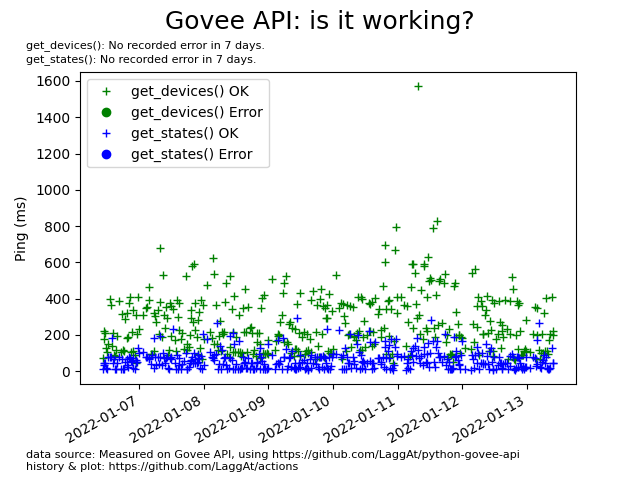 Govee API: is it working?
get_devices(): No recorded error in 7 days.
get_states(): No recorded error in 7 days.
get_devices() OK
get_devices() Error
get_states() OK
get_states() Error
1600
1400
1200
1000
800
600
400
200
0
Ping (ms)
2022-01-07
2022-01-08
2022-01-09
2022-01-10
2022-01-11
2022-01-12
2022-01-13
data source: Measured on Govee API, using https://github.com/LaggAt/python-govee-api
history & plot: https://github.com/LaggAt/actions